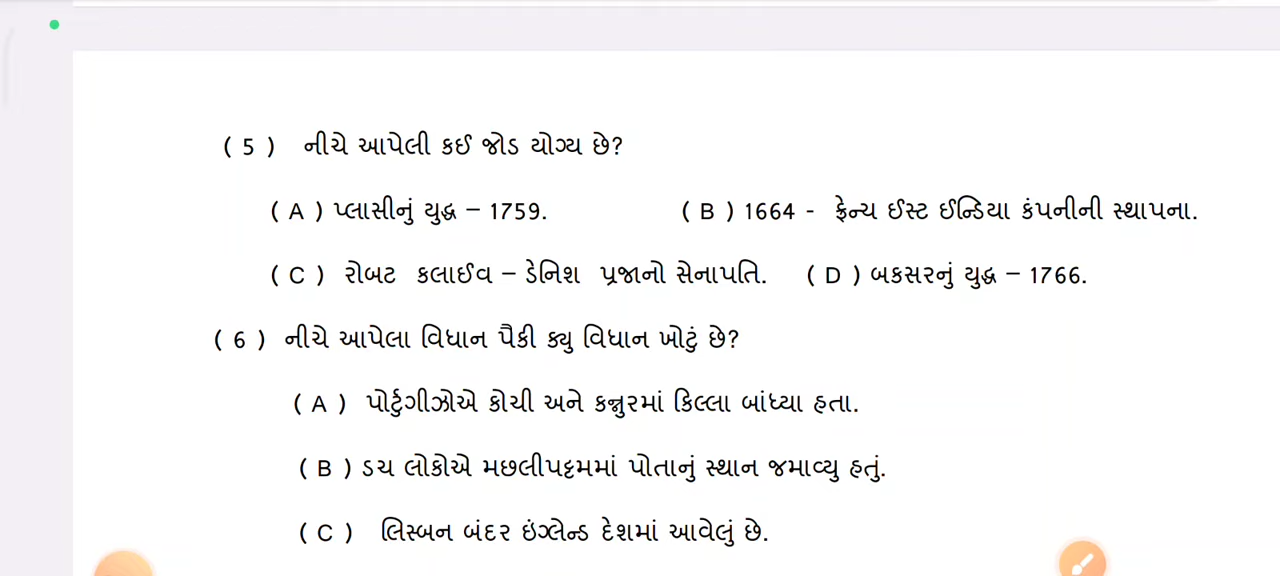 ( 5 ) નીચે આપેલી કઈ જોડ યોગ્ય છે?
( A ) પ્લાસીનું યુદ્ધ – 1759. ( B ) 1664 - ફ્રેન્ચ ઈસ્ટ ઈન્ડિયા કંપનીની સ્થાપના.
( C ) રોબટ કલાઈવ – ડેનિશ પ્રજાનો સેનાપતિ. ( D ) બકસરનું યુદ્ધ – 1766.
( 6 ) નીચે આપેલા વિધાન પૈકી ક્યુ વિધાન ખોટું છે?
( A ) પોર્ટુગીઝોએ કોચી અને કન્નુરમાં કિલ્લા બાંધ્યા હતા.
( B ) ડચ લોકોએ મછલીપટ્ટમમાં પોતાનું સ્થાન જમાવ્યુ હતું.
( C ) લિસ્બન બંદર ઇંગ્લેન્ડ દેશમાં આવેલું છે.